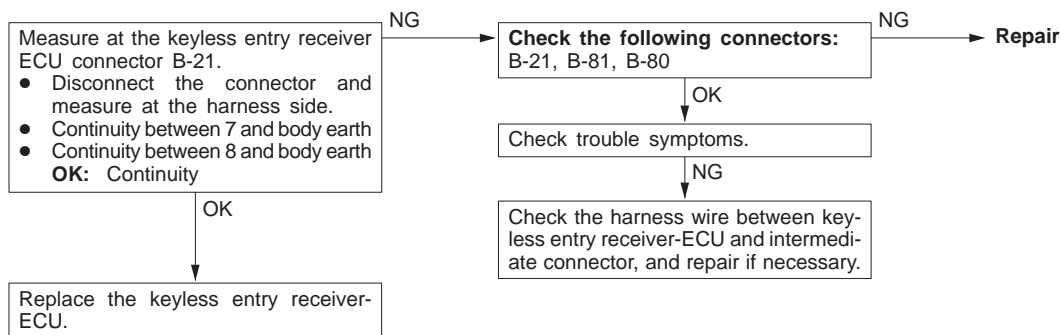 Measure at the keyless entry receiver
ECU connector B-21.
● Disconnect the connector and
measure at the harness side.
● Continuity between 7 and body earth
● Continuity between 8 and body earth
OK: Continuity
NG
Check the following connectors:
B-21, B-81, B-80
NG
Repair
OK
Check trouble symptoms.
NG
Check the harness wire between key-
less entry receiver-ECU and intermedi-
ate connector, and repair if necessary.
OK
Replace the keyless entry receiver-
ECU.